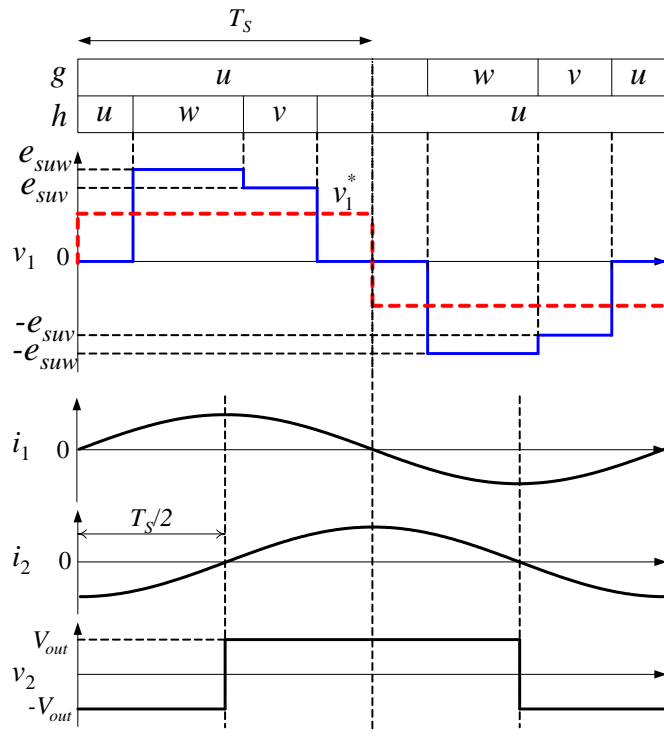 T_S
g u w v u
h u w v u
e_suw
e_suv
v_1^*
v_1 0
-e_suv
-e_suw
i_1 0
T_S/2
i_2 0
V_out
v_2
-V_out